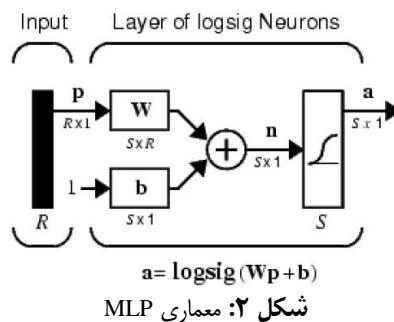 Input Layer of logsig Neurons
p W n a
R x 1 S x R S x 1 S x 1
1 b
S x 1
R S
a = logsig (Wp + b)
شکل ۲: معماری MLP